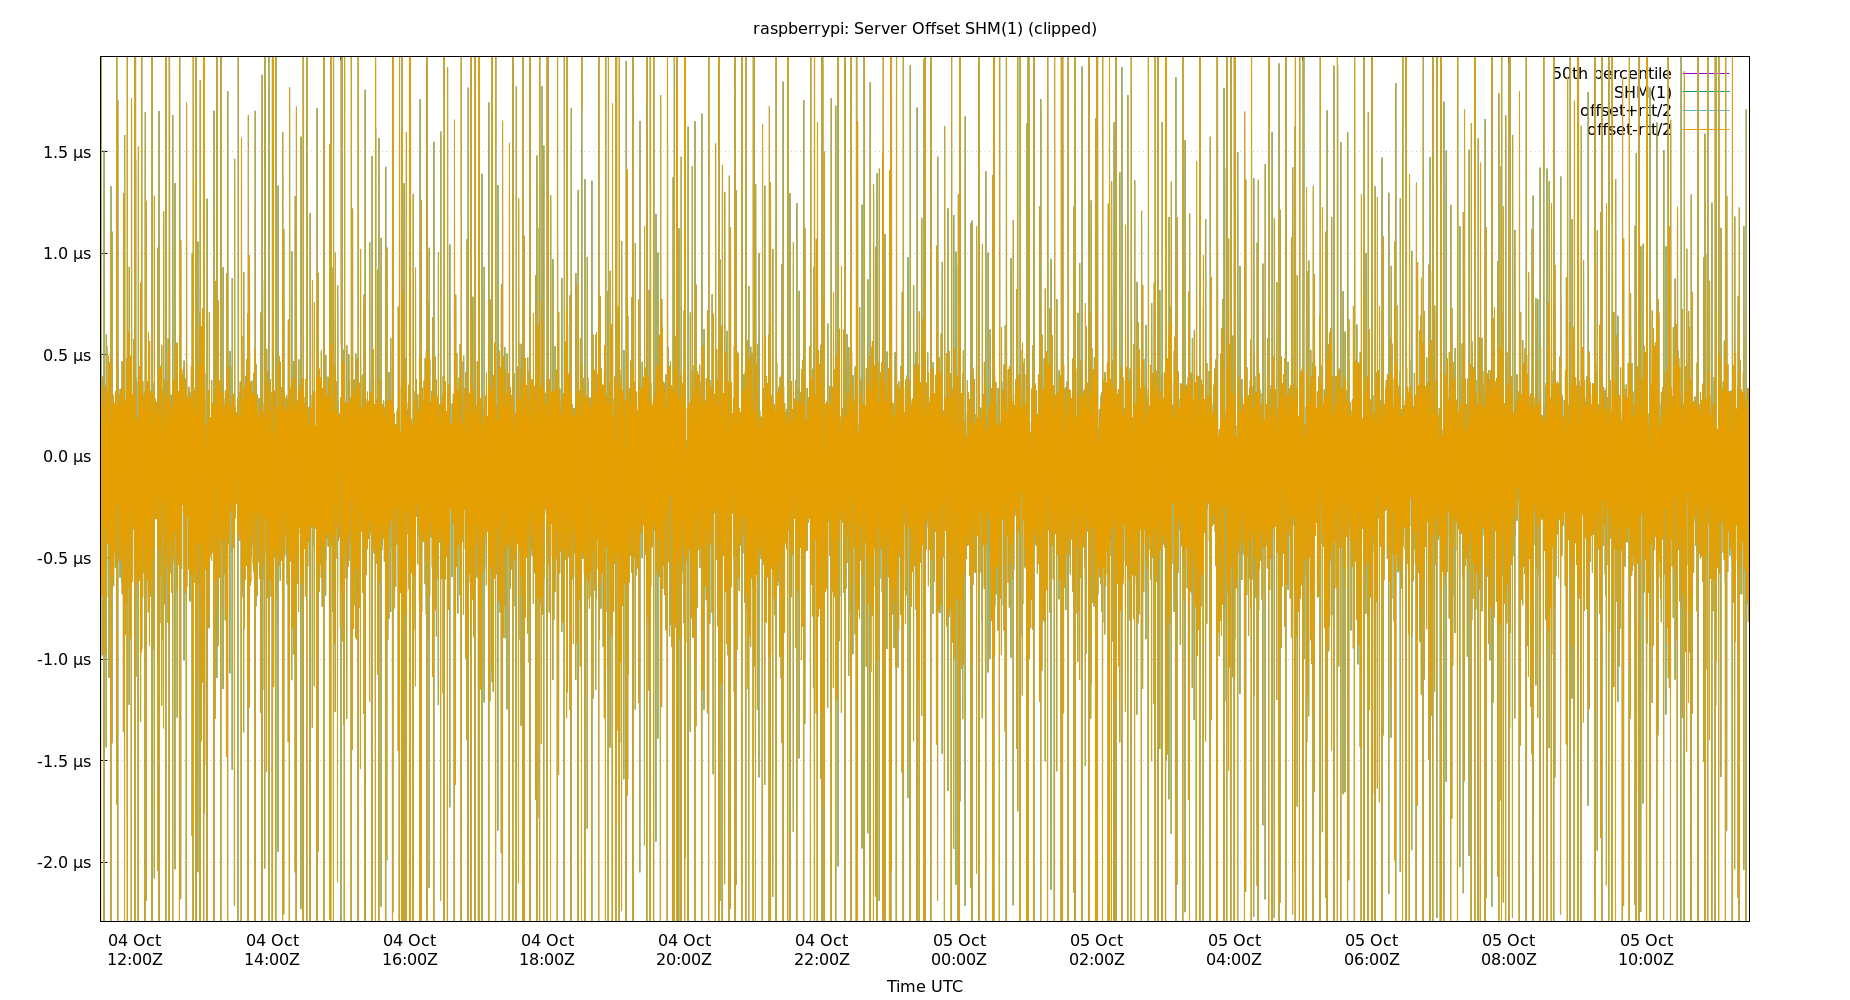 raspberrypi: Server Offset SHM(1) (clipped)
50th percentile
SHM(1)
offset+rtt/2
offset-rtt/2
1.5 µs
1.0 µs
0.5 µs
0.0 µs
-0.5 µs
-1.0 µs
-1.5 µs
-2.0 µs
04 Oct 04 Oct 04 Oct 04 Oct 04 Oct 04 Oct 05 Oct 05 Oct 05 Oct 05 Oct 05 Oct 05 Oct
12:00Z 14:00Z 16:00Z 18:00Z 20:00Z 22:00Z 00:00Z 02:00Z 04:00Z 06:00Z 08:00Z 10:00Z
Time UTC